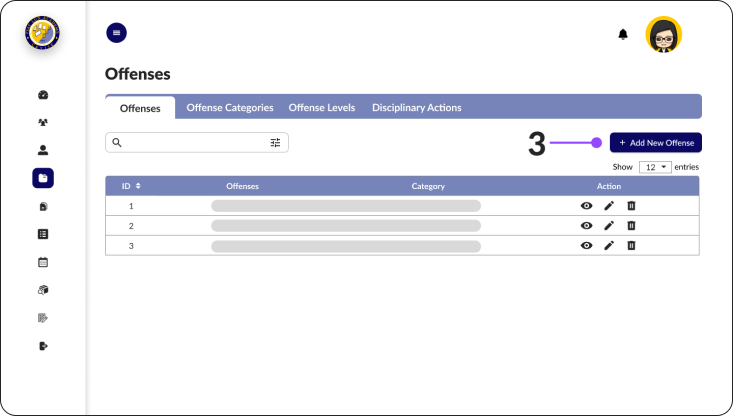 Offenses
Offenses Offense Categories Offense Levels Disciplinary Actions
3 + Add New Offense
Show 12 entries
ID Offenses Category Action
1
2
3